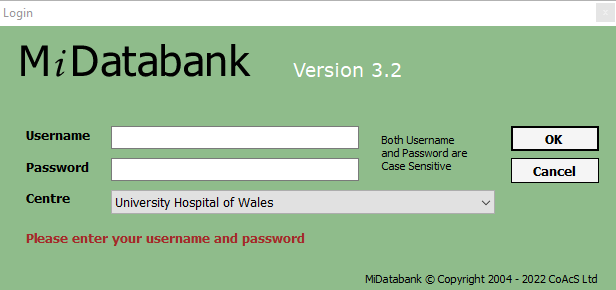 Login
MiDatabank Version 3.2
Username
Both Username
and Password are
Case Sensitive
OK
Password
Cancel
Centre
University Hospital of Wales
Please enter your username and password
MiDatabank © Copyright 2004 - 2022 CoAcS Ltd